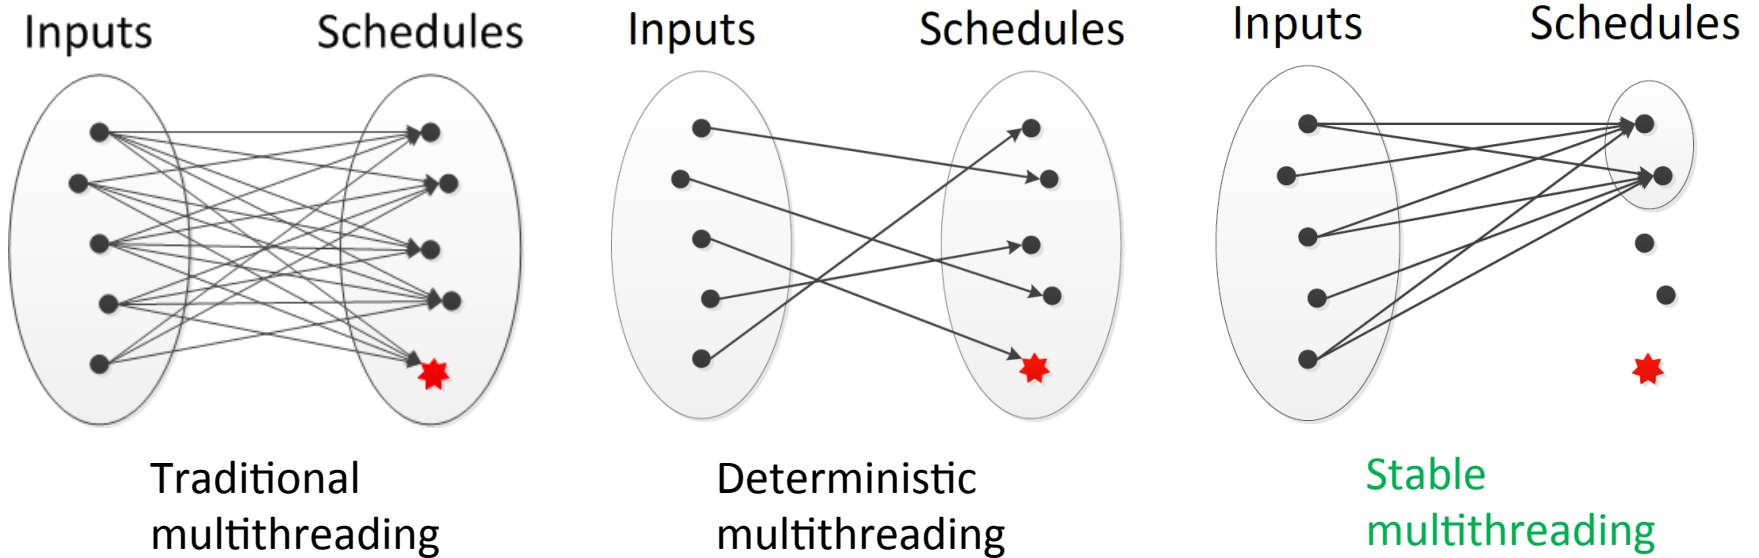 Inputs Schedules
Inputs Schedules
Inputs Schedules
Traditional
multithreading
Deterministic
multithreading
Stable
multithreading